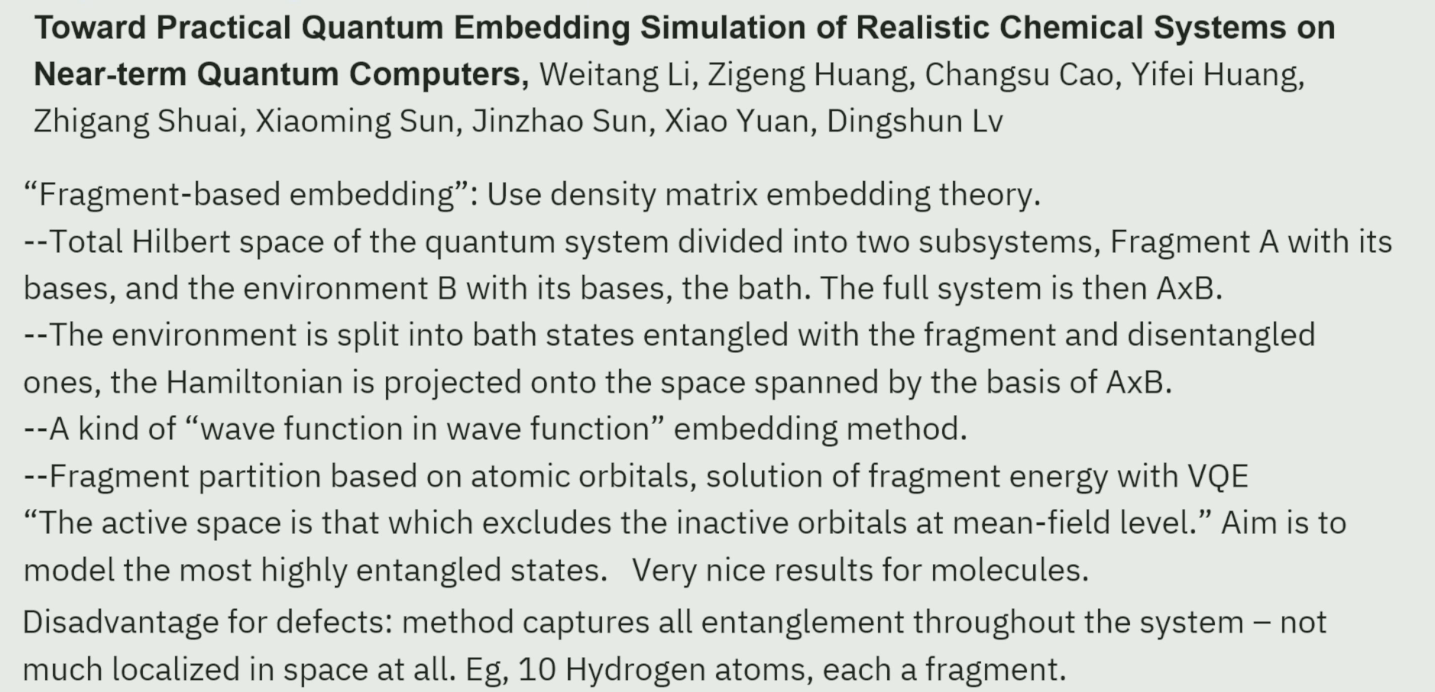 Toward Practical Quantum Embedding Simulation of Realistic Chemical Systems on
Near-term Quantum Computers, Weitang Li, Zigeng Huang, Changsu Cao, Yifei Huang,
Zhigang Shuai, Xiaoming Sun, Jinzhao Sun, Xiao Yuan, Dingshun Lv
“Fragment-based embedding”: Use density matrix embedding theory.
--Total Hilbert space of the quantum system divided into two subsystems, Fragment A with its
bases, and the environment B with its bases, the bath. The full system is then AxB.
--The environment is split into bath states entangled with the fragment and disentangled
ones, the Hamiltonian is projected onto the space spanned by the basis of AxB.
--A kind of “wave function in wave function” embedding method.
--Fragment partition based on atomic orbitals, solution of fragment energy with VQE
“The active space is that which excludes the inactive orbitals at mean-field level.” Aim is to
model the most highly entangled states.   Very nice results for molecules.
Disadvantage for defects: method captures all entanglement throughout the system – not
much localized in space at all. Eg, 10 Hydrogen atoms, each a fragment.